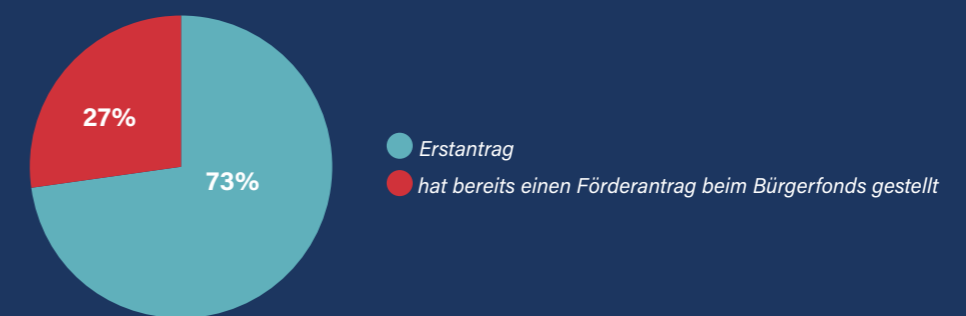 27%
73%
Erstantrag
hat bereits einen Förderantrag beim Bürgerfonds gestellt